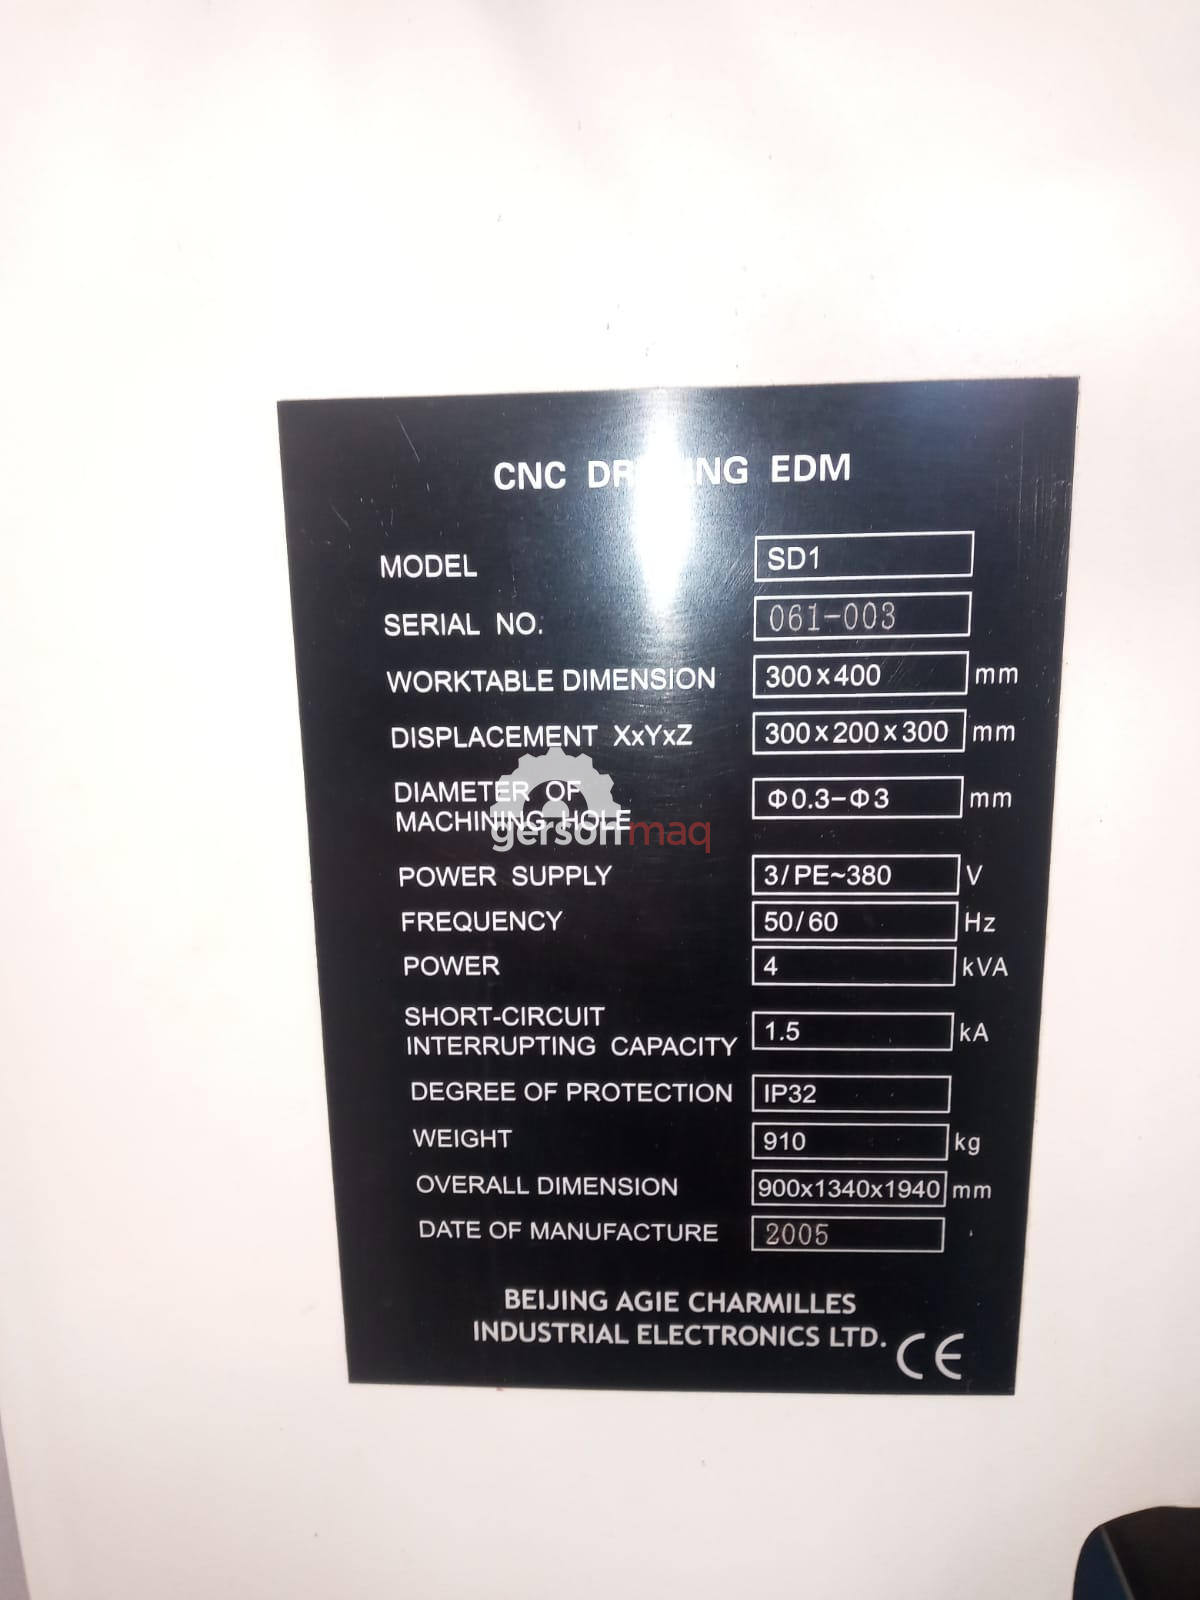 CNC DRILLING EDM
MODEL SD1
SERIAL NO. 061-003
WORKTABLE DIMENSION 300x400 mm
DISPLACEMENT XxYxZ 300x200x300 mm
DIAMETER OF
MACHINING HOLE Φ0.3-Φ3 mm
gersonmaq
POWER SUPPLY 3/PE~380 V
FREQUENCY 50/60 Hz
POWER 4 kVA
SHORT-CIRCUIT
INTERRUPTING CAPACITY 1.5 kA
DEGREE OF PROTECTION IP32
WEIGHT 910 kg
OVERALL DIMENSION 900x1340x1940 mm
DATE OF MANUFACTURE 2005
BEIJING AGIE CHARMILLES
INDUSTRIAL ELECTRONICS LTD. CE